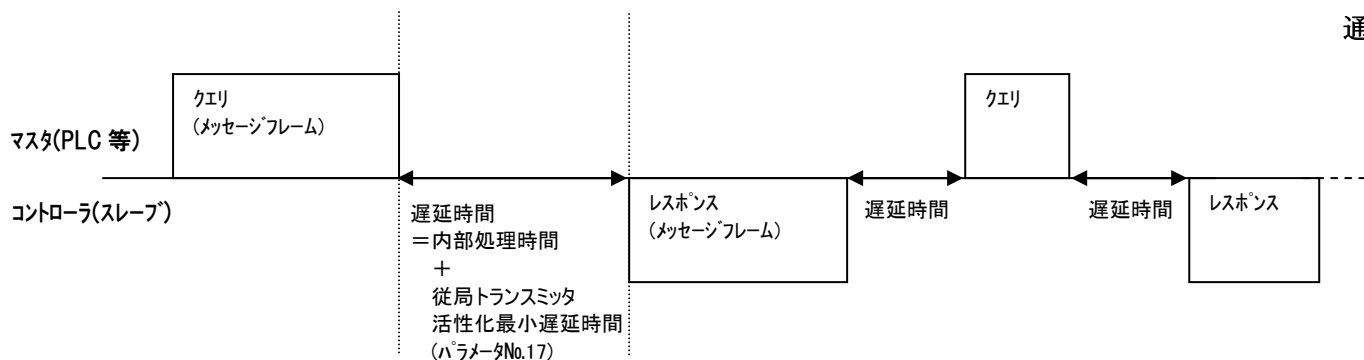 通
クエリ
(メッセージフレーム)
クエリ
マスタ(PLC 等)
コントローラ(スレーブ)
遅延時間
＝内部処理時間
＋
従局トランスミッタ
活性化最小遅延時間
(パラメータNo.17)
レスポンス
(メッセージフレーム)
遅延時間
遅延時間
レスポンス